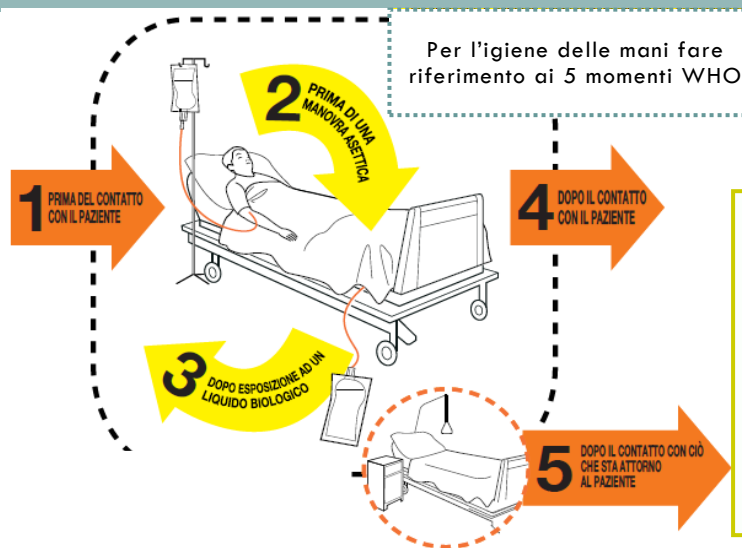 Per l'igiene delle mani fare
riferimento ai 5 momenti WHO
1 PRIMA DEL CONTATTO
CON IL PAZIENTE
2 PRIMA DI UNA
MANOVRA ASETTICA
3 DOPO ESPOSIZIONE AD UN
LIQUIDO BIOLOGICO
4 DOPO IL CONTATTO
CON IL PAZIENTE
5 DOPO IL CONTATTO CON CIÒ
CHE STA ATTORNO
AL PAZIENTE